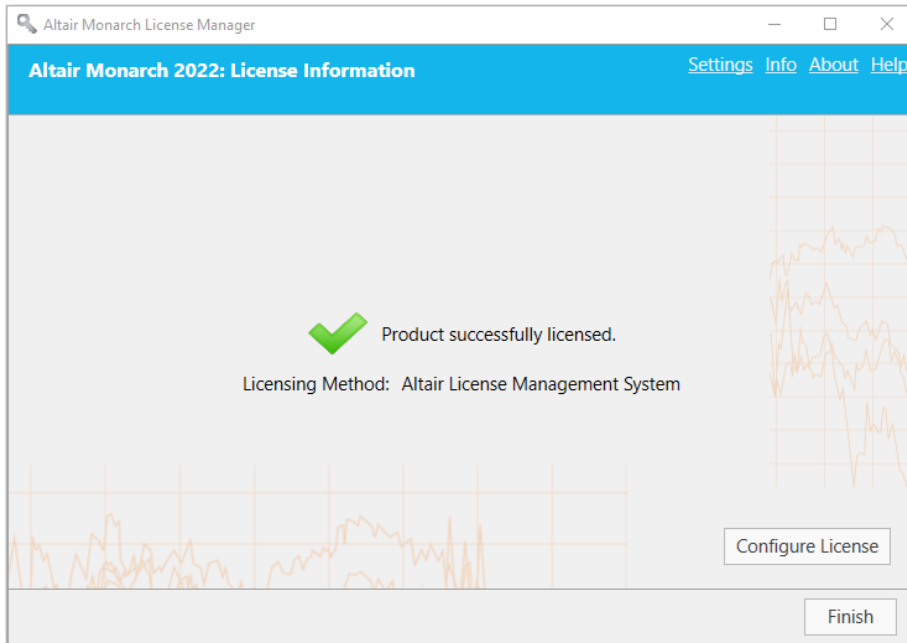 Altair Monarch License Manager
Altair Monarch 2022: License Information
Settings Info About Help
Product successfully licensed.
Licensing Method: Altair License Management System
Configure License
Finish